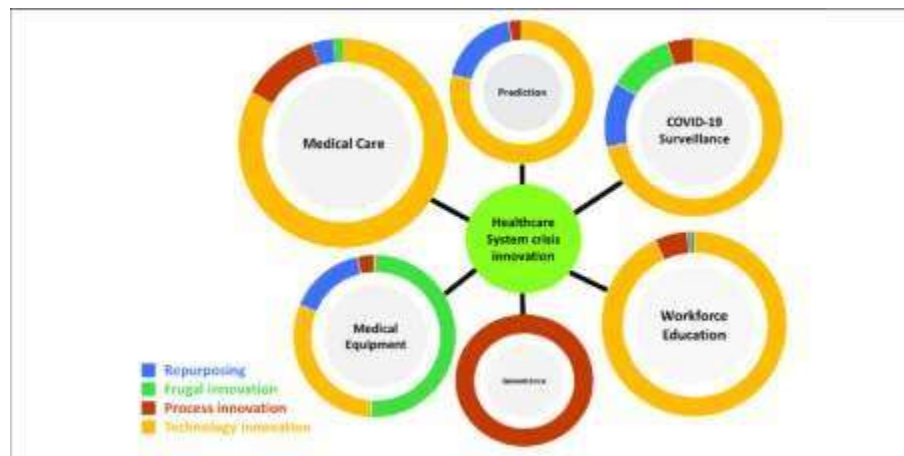 Prediction
Medical Care
COVID-19
Surveillance
Healthcare
System crisis
innovation
Medical
Equipment
Workforce
Education
Repurposing
Frugal innovation
Process innovation
Technology innovation